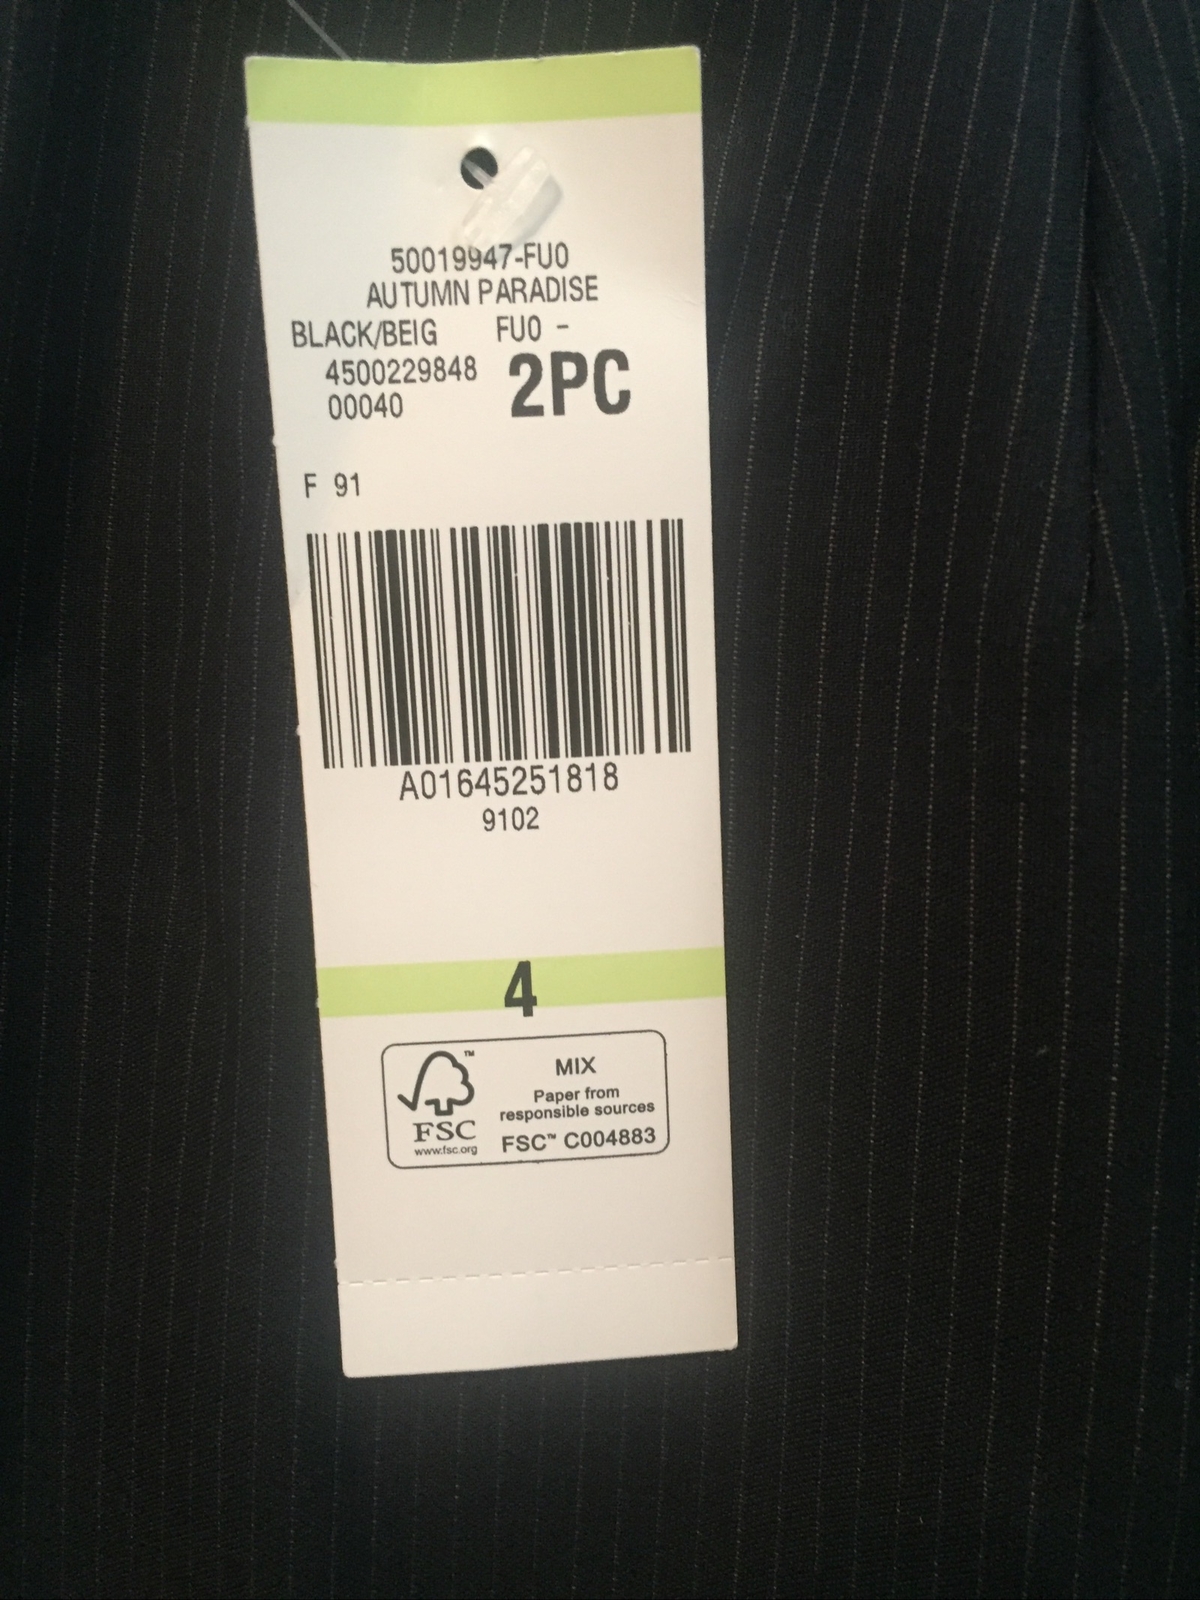 50019947-FU0
AUTUMN PARADISE
BLACK/BEIG FU0 -
4500229848 2PC
00040
F 91
A01645251818
9102
4
MIX
Paper from
responsible sources
FSC™ C004883
™
FSC
www.fsc.org